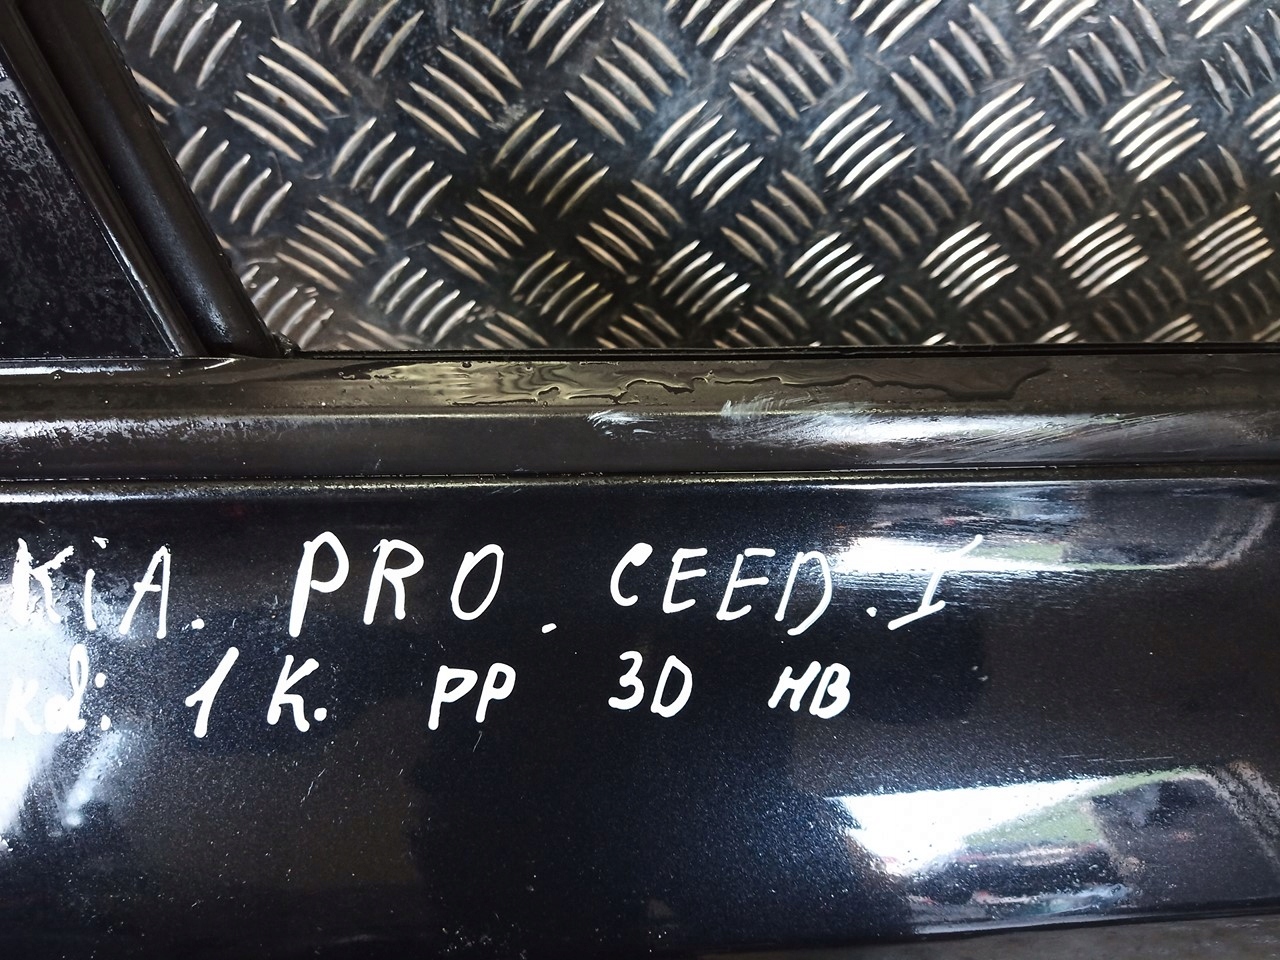 KiA. PRO. CEED. I
Kol: 1K. PP 3D HB